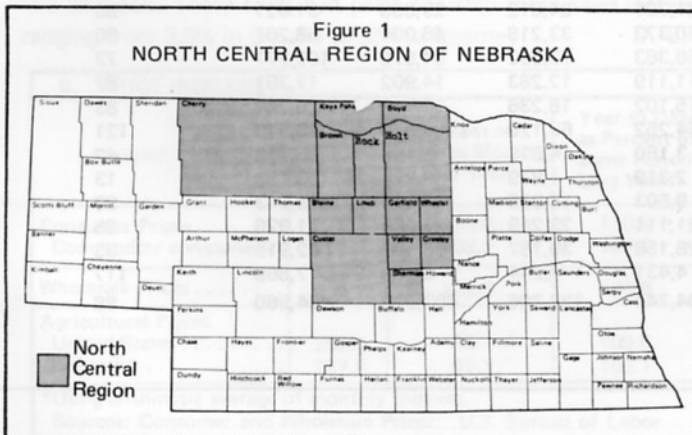 Figure 1
NORTH CENTRAL REGION OF NEBRASKA
Sioux Dawes Sheridan Cherry Keya Paha Boyd
Brown Rock Holt Knox Cedar
Dixon
Dakota
Box Butte Antelope Pierce Wayne Thurston
Scotts Bluff Morrill Garden Grant Hooker Thomas Blaine Loup Garfield Wheeler Madison Stanton Cuming Burt
Banner Arthur Logan Custer Valley Greeley Boone Washington
Kimball Cheyenne Deuel Keith Lincoln Sherman Howard Nance Merrick Polk Butler Saunders Douglas
Sarpy
Cass
Perkins Dawson Buffalo Hall Hamilton York Seward Lancaster
Otoe
Chase Hayes Frontier Gosper Phelps Kearney Adams Clay Fillmore Saline Gage Johnson Nemaha
Dundy Hitchcock Red Willow Furnas Harlan Franklin Webster Nuckolls Thayer Jefferson Pawnee Richardson
North
Central
Region